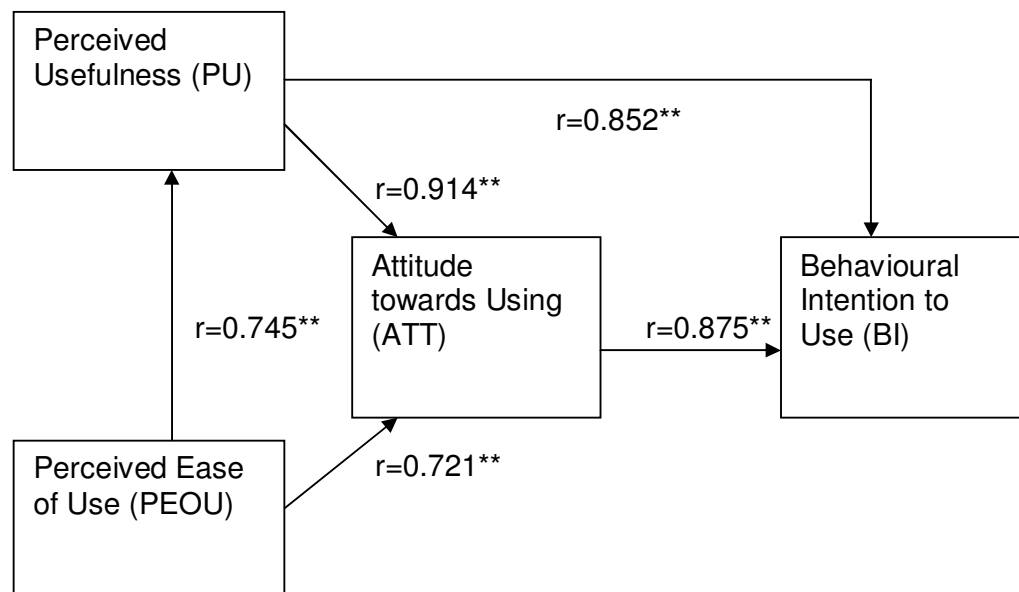 Perceived
Usefulness (PU)
r=0.852**
r=0.914**
Attitude
towards Using
(ATT)
Behavioural
Intention to
Use (BI)
r=0.745**
r=0.875**
Perceived Ease
of Use (PEOU)
r=0.721**